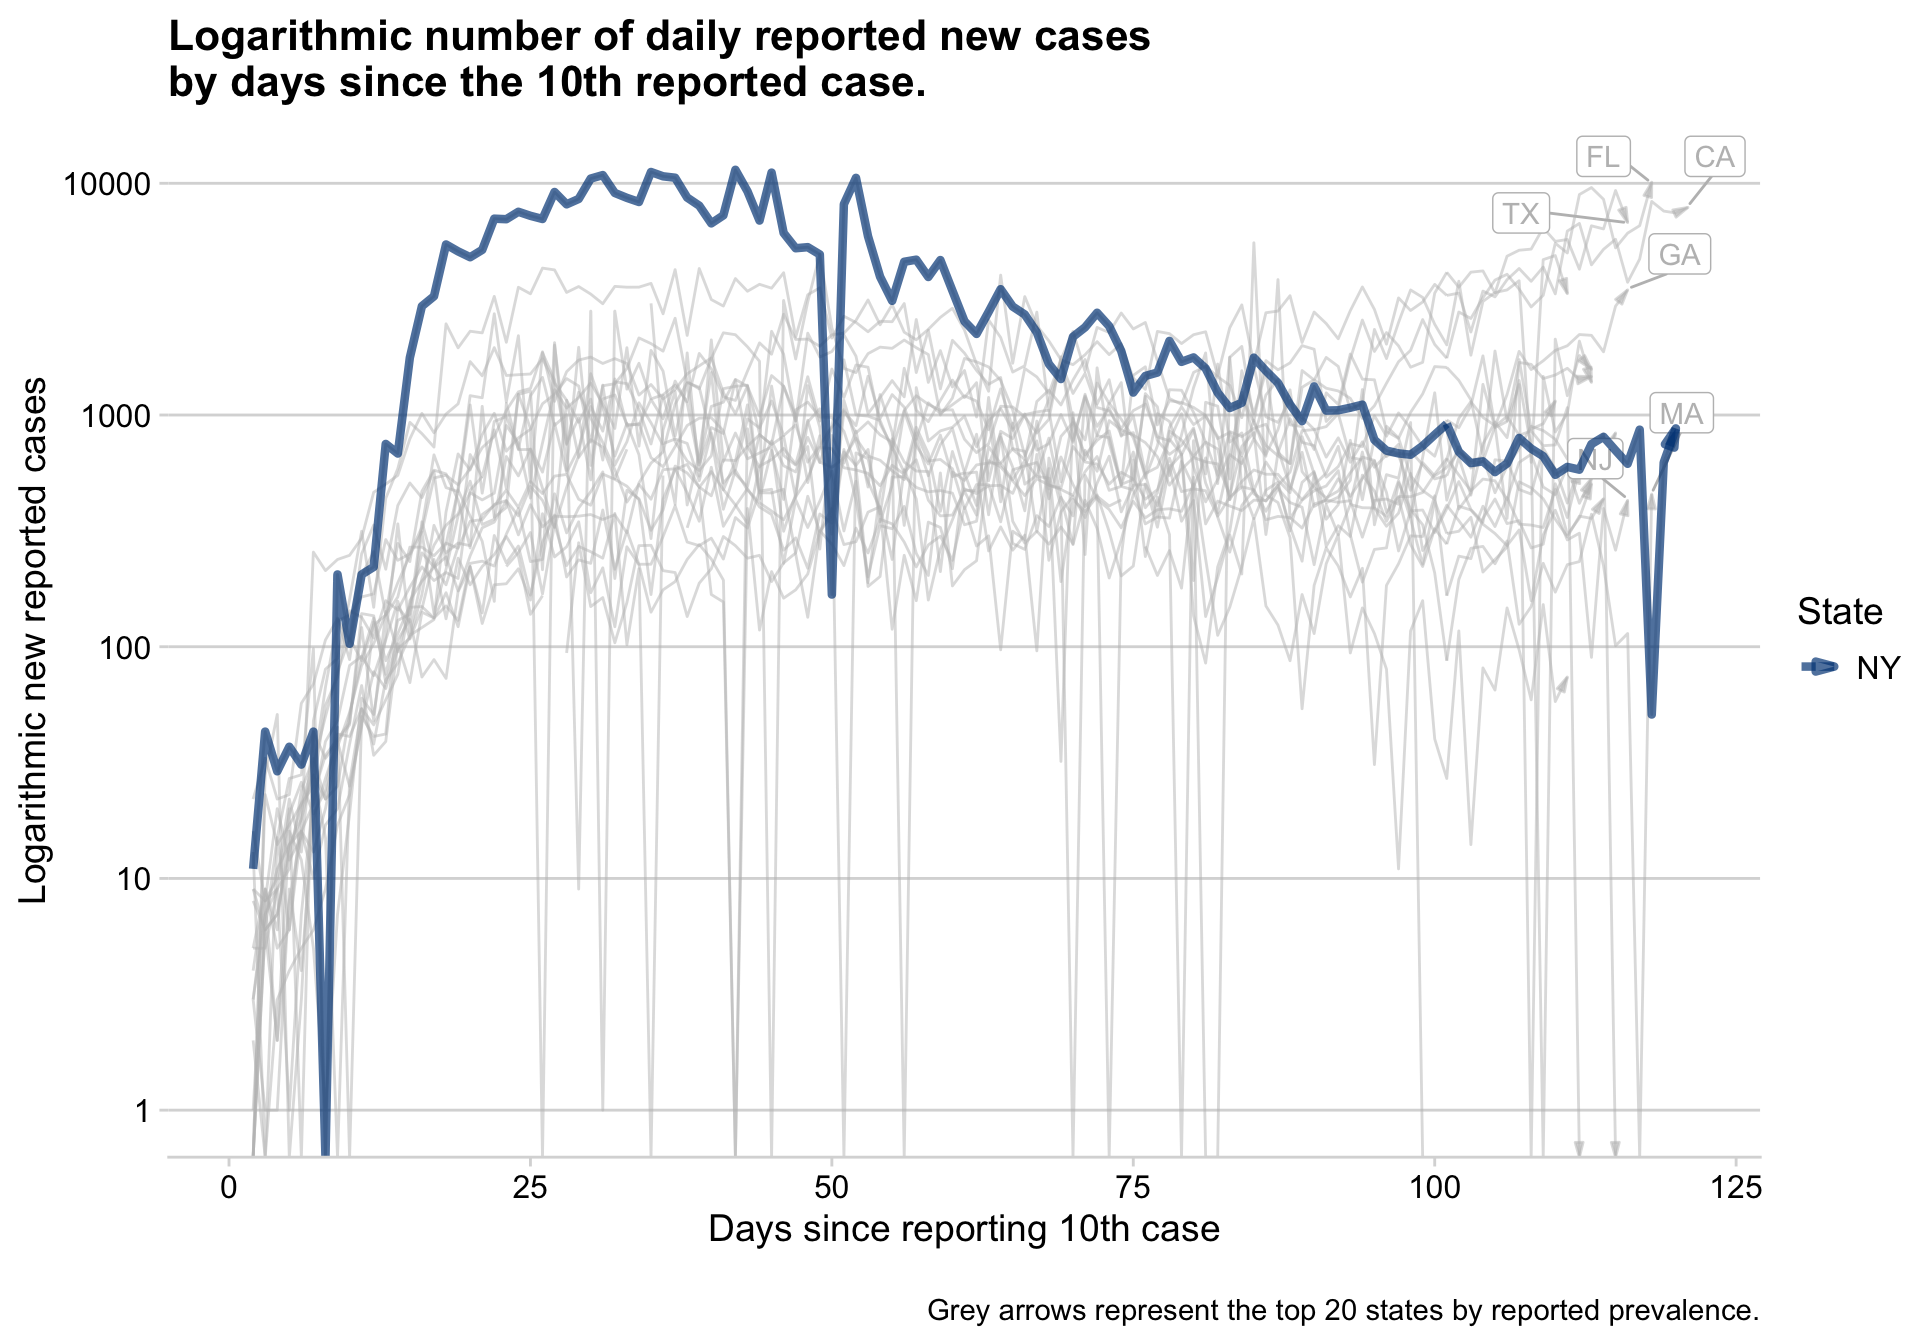 Logarithmic number of daily reported new cases
by days since the 10th reported case.
Logarithmic new reported cases
10000
1000
100
10
1
FL
CA
TX
GA
MA
NJ
State
NY
0
25
50
75
100
125
Days since reporting 10th case
Grey arrows represent the top 20 states by reported prevalence.